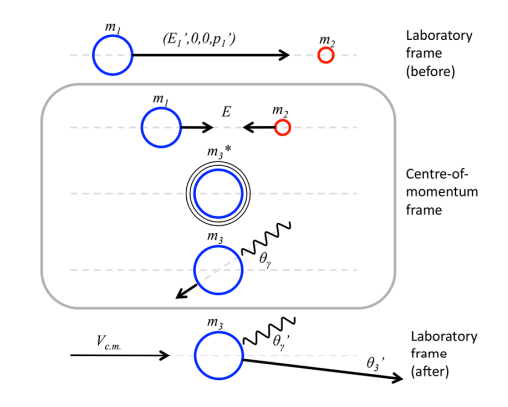 m₁
(E₁',0,0,p₁')
m₂
Laboratory
frame
(before)
m₁
E
m₂
m₃*
Centre-of-
momentum
frame
m₃
θγ
m₃
V_c.m.
θγ'
θ₃'
Laboratory
frame
(after)